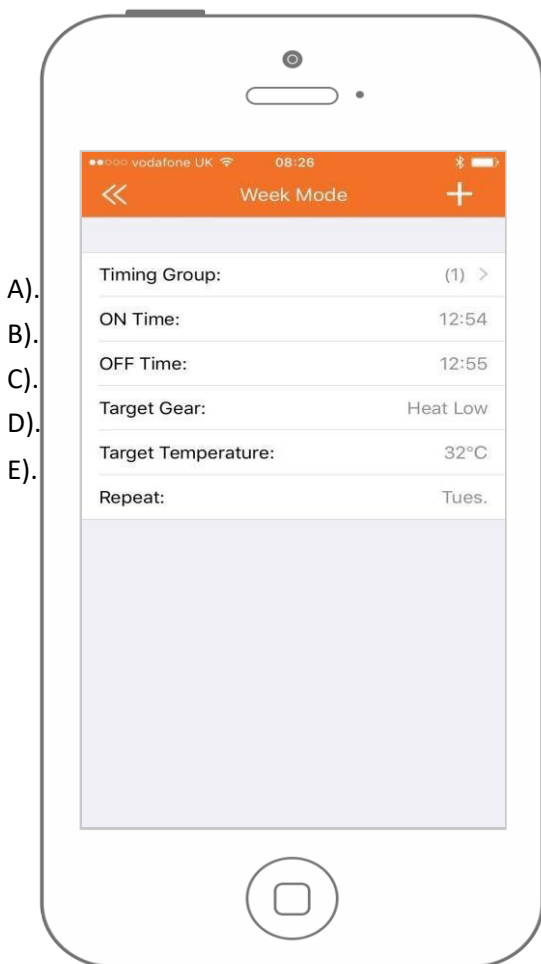 vodafone UK 08:26
Week Mode
Timing Group: (1) >
A).
ON Time: 12:54
B).
OFF Time: 12:55
C).
Target Gear: Heat Low
D).
Target Temperature: 32°C
E).
Repeat: Tues.